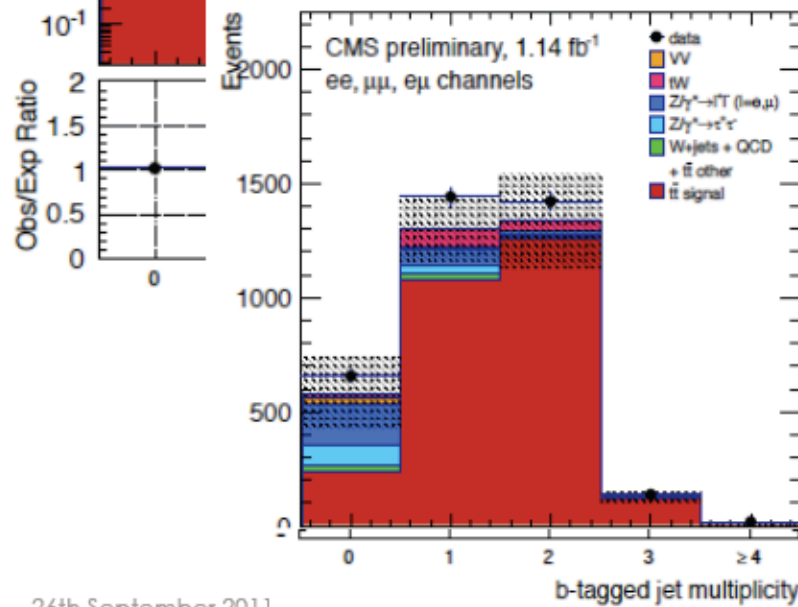 10⁻¹
2
1.5
1
0.5
0
Obs/Exp Ratio
0
Events
2000
1500
1000
500
0
CMS preliminary, 1.14 fb⁻¹
ee, μμ, eμ channels
data
VV
tW
Z/γ*→l⁺l⁻ (l=e,μ)
Z/γ*→τ⁺τ⁻
W+jets + QCD
+ tt̄ other
tt̄ signal
0 1 2 3 ≥4
b-tagged jet multiplicity
26th September 2011